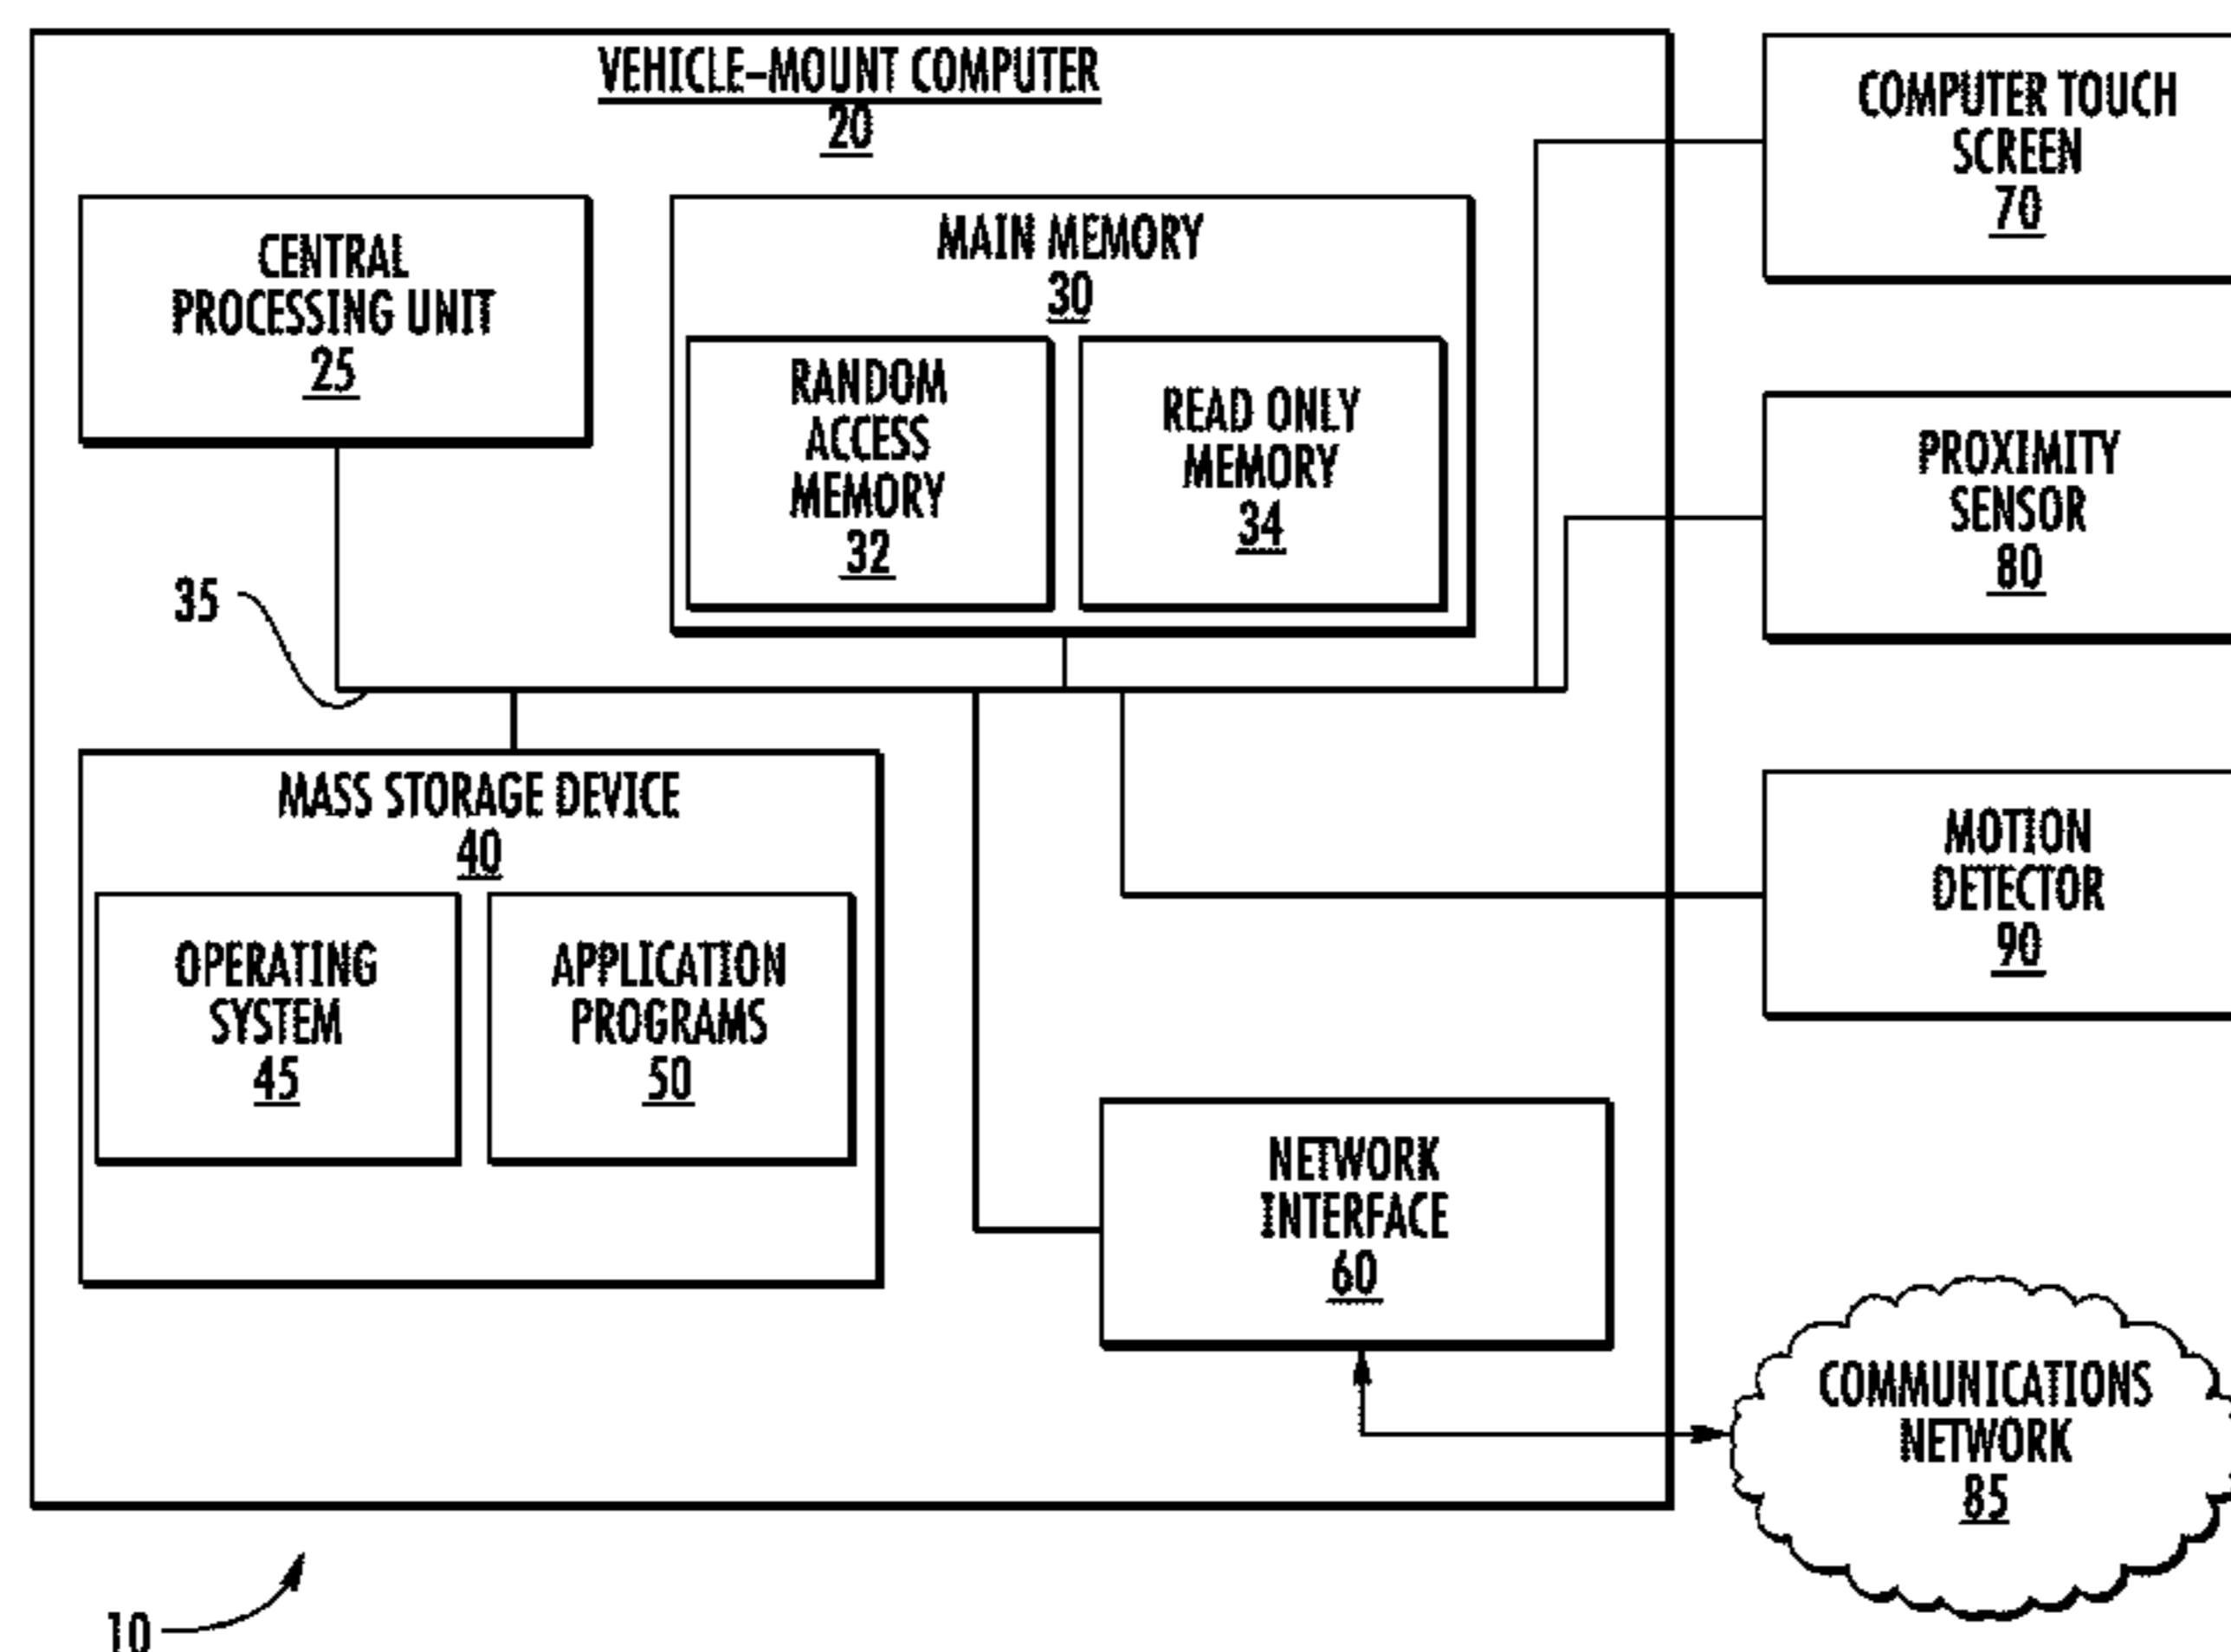 VEHICLE-MOUNT COMPUTER
20
CENTRAL
PROCESSING UNIT
25
MAIN MEMORY
30
RANDOM
ACCESS
MEMORY
32
READ ONLY
MEMORY
34
35
MASS STORAGE DEVICE
40
OPERATING
SYSTEM
45
APPLICATION
PROGRAMS
50
NETWORK
INTERFACE
60
COMPUTER TOUCH
SCREEN
70
PROXIMITY
SENSOR
80
MOTION
DETECTOR
90
COMMUNICATIONS
NETWORK
85
10